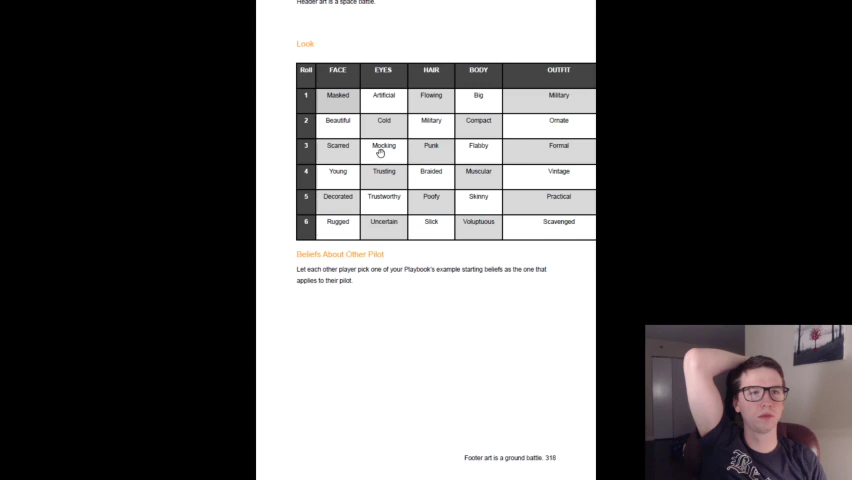 Header art is a space battle.
Look
Roll FACE EYES HAIR BODY OUTFIT
1 Masked Artificial Flowing Big Military
2 Beautiful Cold Military Compact Ornate
3 Scarred Mocking Punk Flabby Formal
4 Young Trusting Braided Muscular Vintage
5 Decorated Trustworthy Poofy Skinny Practical
6 Rugged Uncertain Slick Voluptuous Scavenged
Beliefs About Other Pilot
Let each other player pick one of your Playbook's example starting beliefs as the one that
applies to their pilot.
Footer art is a ground battle. 318